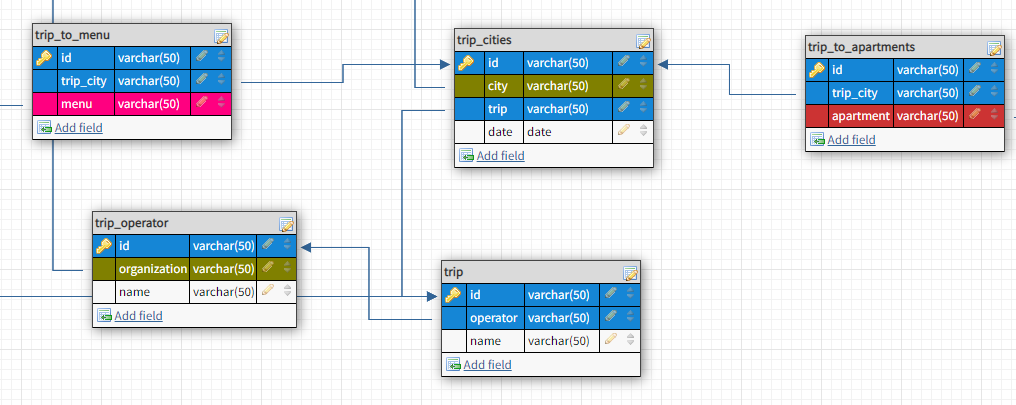 trip_to_menu
id varchar(50)
trip_city varchar(50)
menu varchar(50)
Add field
trip_cities
id varchar(50)
city varchar(50)
trip varchar(50)
date date
Add field
trip_to_apartments
id varchar(50)
trip_city varchar(50)
apartment varchar(50)
Add field
trip_operator
id varchar(50)
organization varchar(50)
name varchar(50)
Add field
trip
id varchar(50)
operator varchar(50)
name varchar(50)
Add field